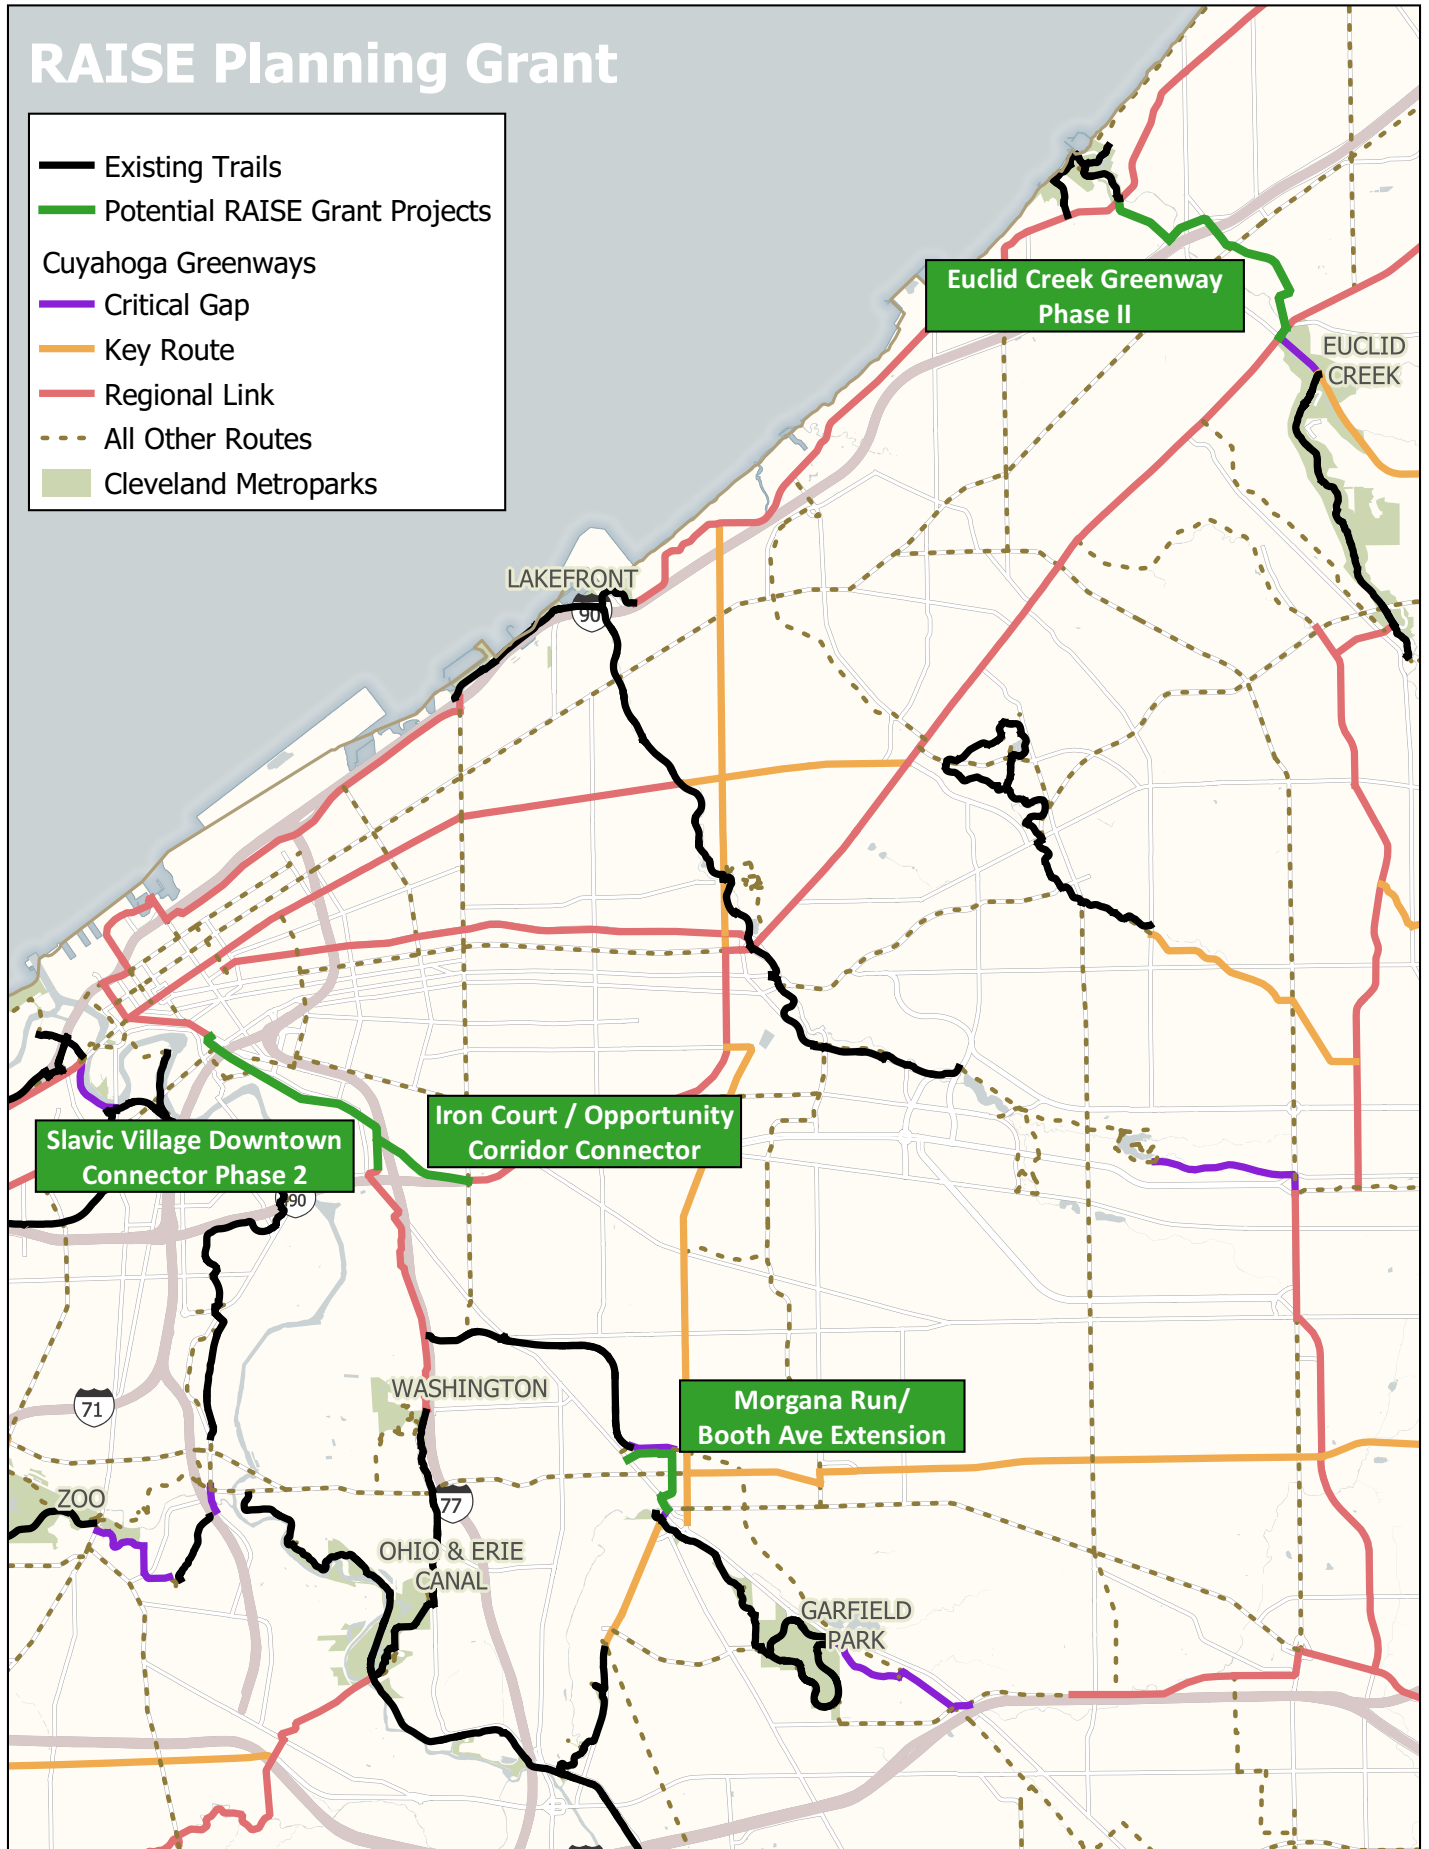 RAISE Planning Grant
Existing Trails
Potential RAISE Grant Projects
Cuyahoga Greenways
Critical Gap
Key Route
Regional Link
All Other Routes
Cleveland Metroparks
Euclid Creek Greenway
Phase II
EUCLID
CREEK
LAKEFRONT
90
Iron Court / Opportunity
Corridor Connector
Slavic Village Downtown
Connector Phase 2
90
WASHINGTON
71
Morgana Run/
Booth Ave Extension
ZOO
77
OHIO & ERIE
CANAL
GARFIELD
PARK